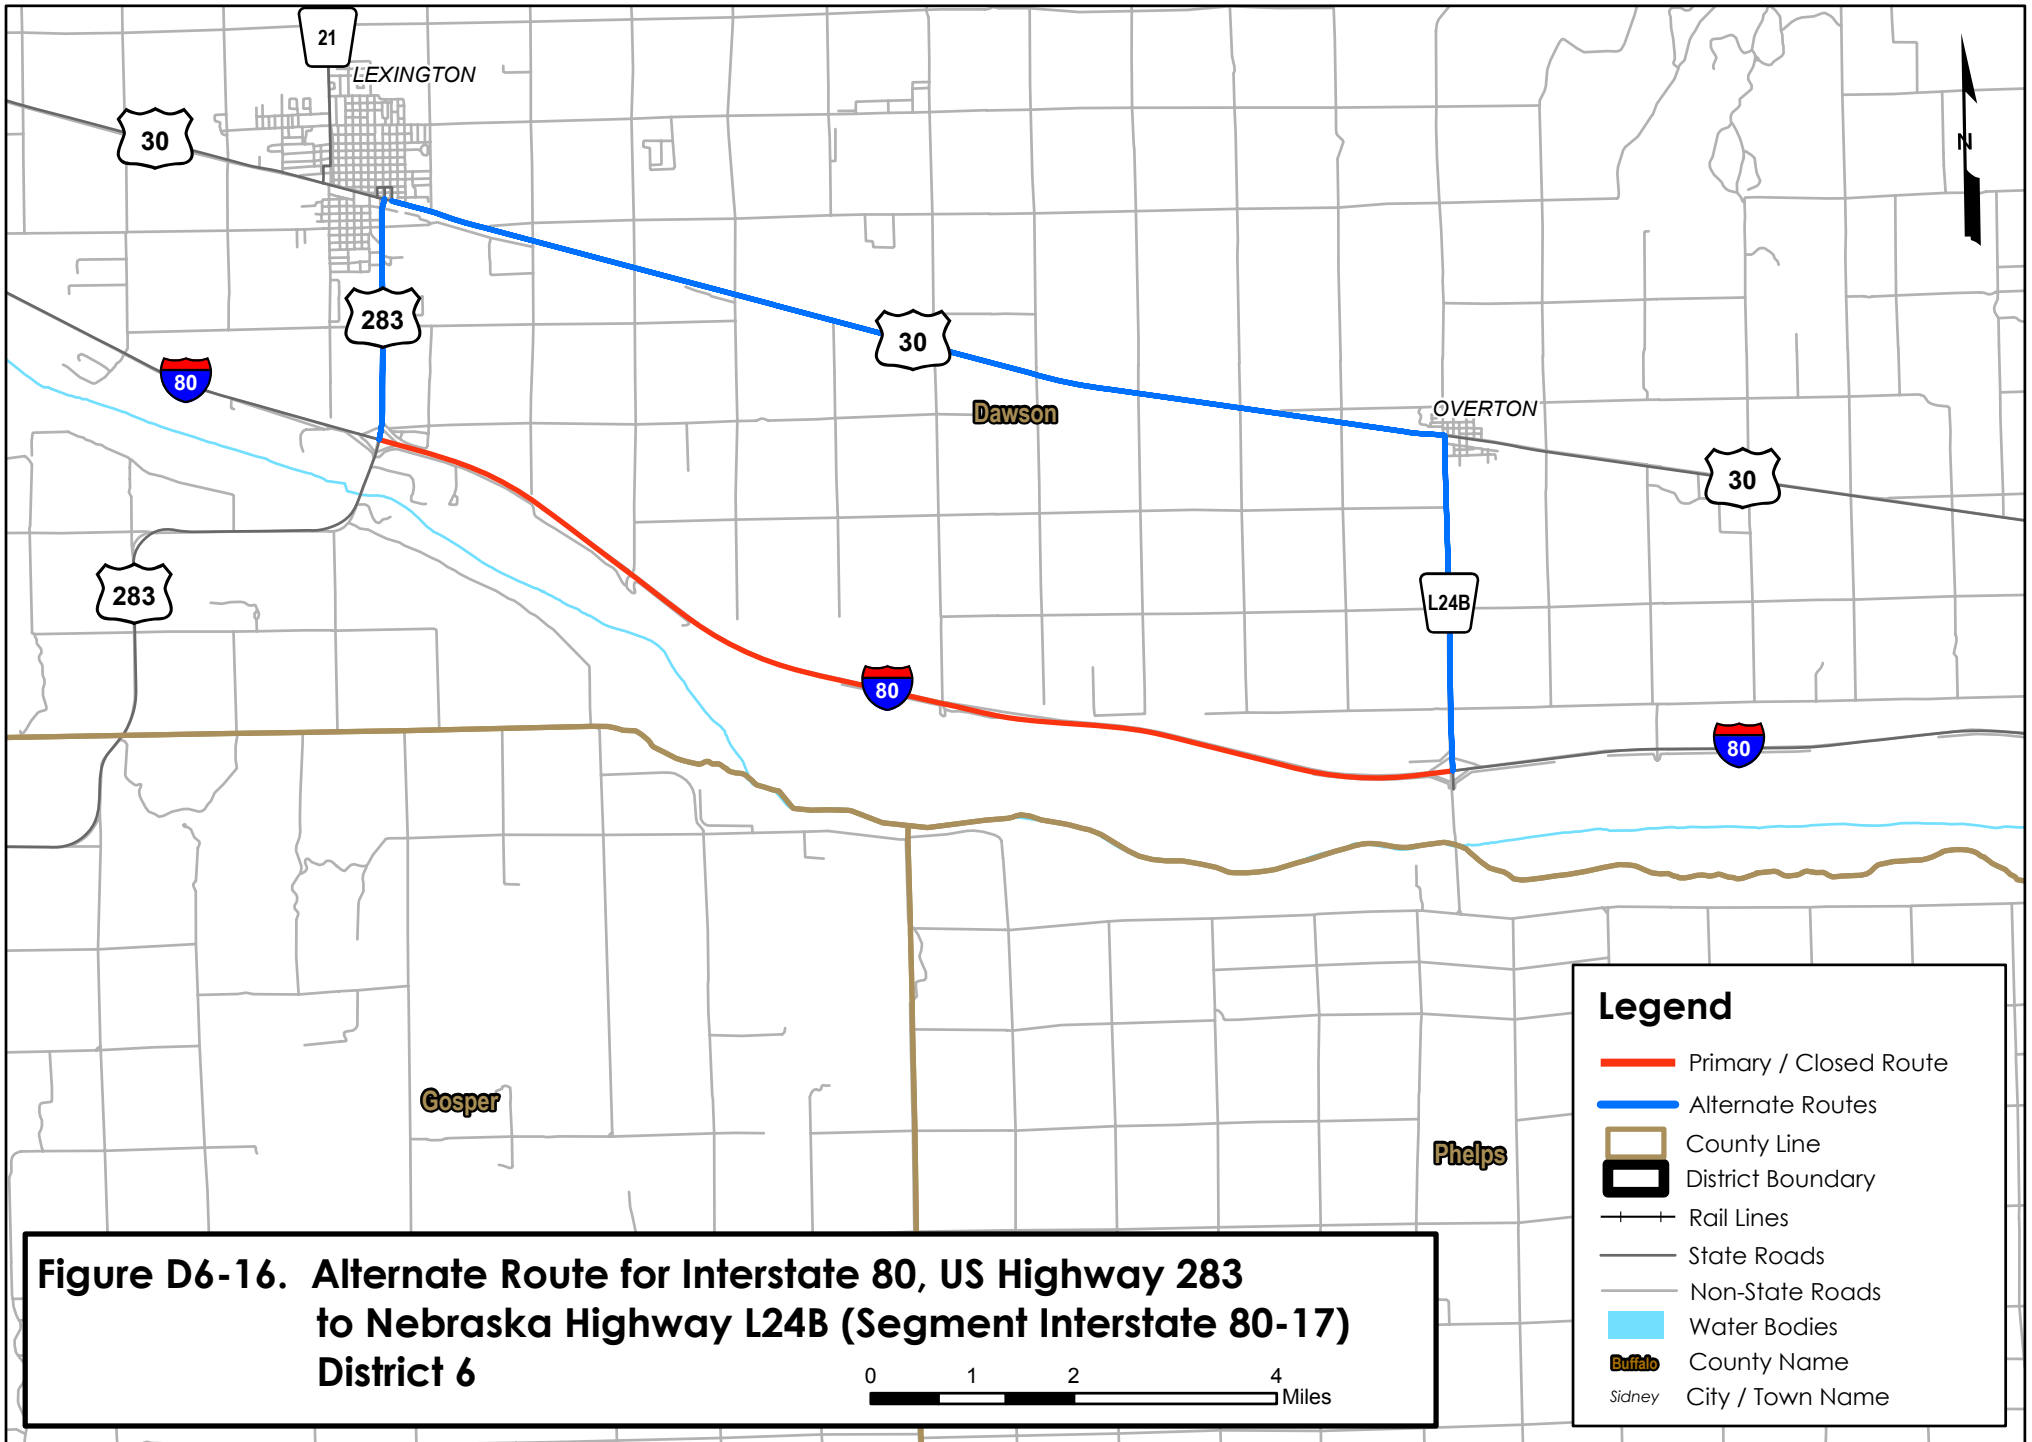 21
LEXINGTON
30
N
283
30
80
Dawson
OVERTON
30
283
L24B
80
80
Gosper
Phelps
Legend
Primary / Closed Route
Alternate Routes
County Line
District Boundary
Rail Lines
State Roads
Non-State Roads
Water Bodies
Buffalo County Name
Sidney City / Town Name
Figure D6-16. Alternate Route for Interstate 80, US Highway 283
to Nebraska Highway L24B (Segment Interstate 80-17)
District 6
0 1 2 4
Miles